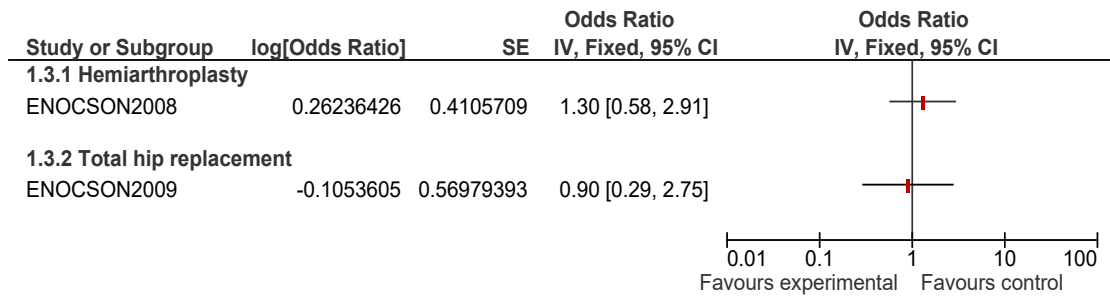 Odds Ratio Odds Ratio
Study or Subgroup log[Odds Ratio] SE IV, Fixed, 95% CI IV, Fixed, 95% CI
1.3.1 Hemiarthroplasty
ENOCSON2008 0.26236426 0.4105709 1.30 [0.58, 2.91]
1.3.2 Total hip replacement
ENOCSON2009 -0.1053605 0.56979393 0.90 [0.29, 2.75]
0.01 0.1 1 10 100
Favours experimental Favours control